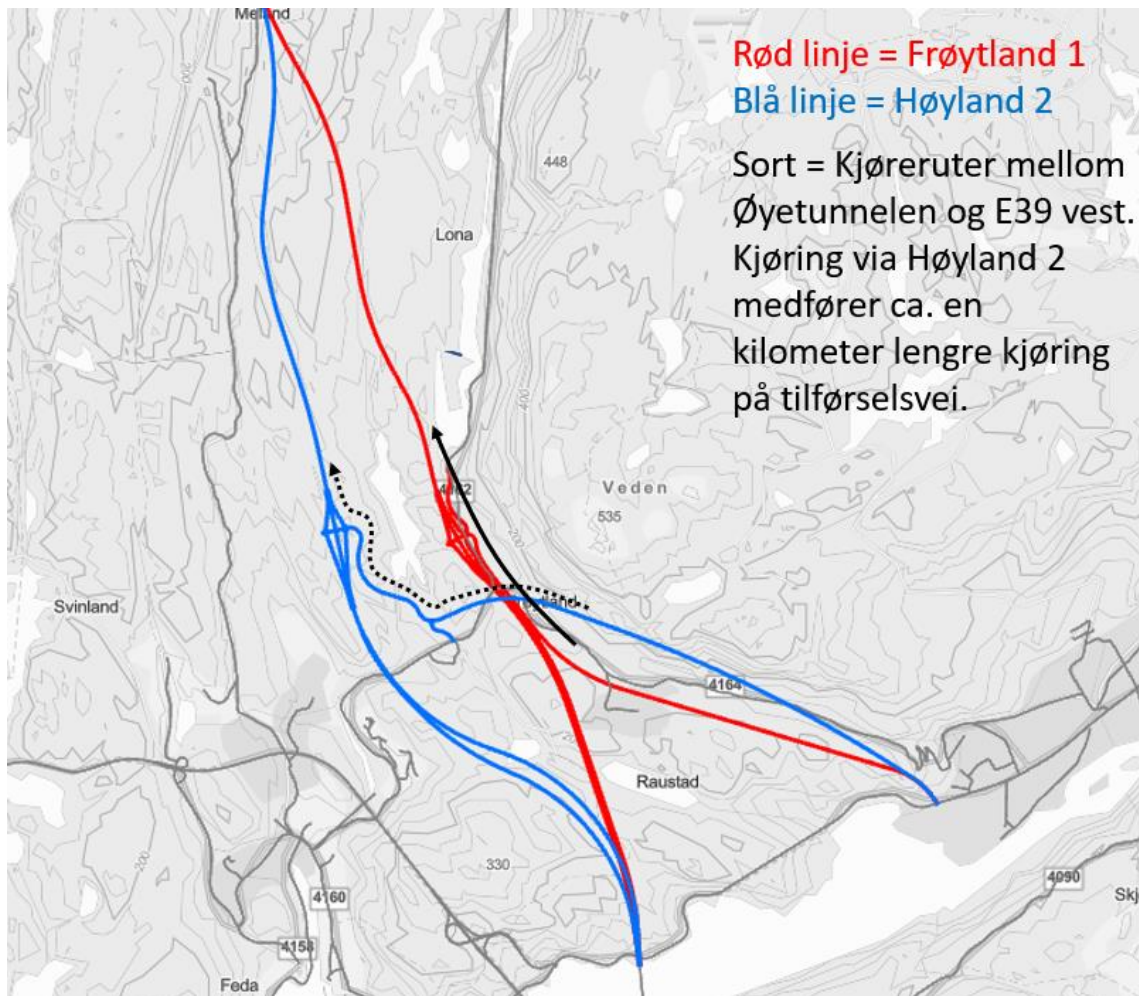 Rød linje = Frøytland 1
Blå linje = Høyland 2
Sort = Kjøreruter mellom
Øyetunnelen og E39 vest.
Kjøring via Høyland 2
medfører ca. en
kilometer lengre kjøring
på tilførselsvei.
200
448
Lona
400
Veden
535
200
Svinland
4164
Raustad
330
200
4160
4158
4090
Feda